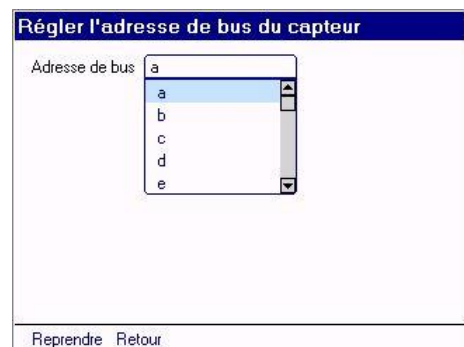 Régler l'adresse de bus du capteur
Adresse de bus a
a
b
c
d
e
Reprendre Retour